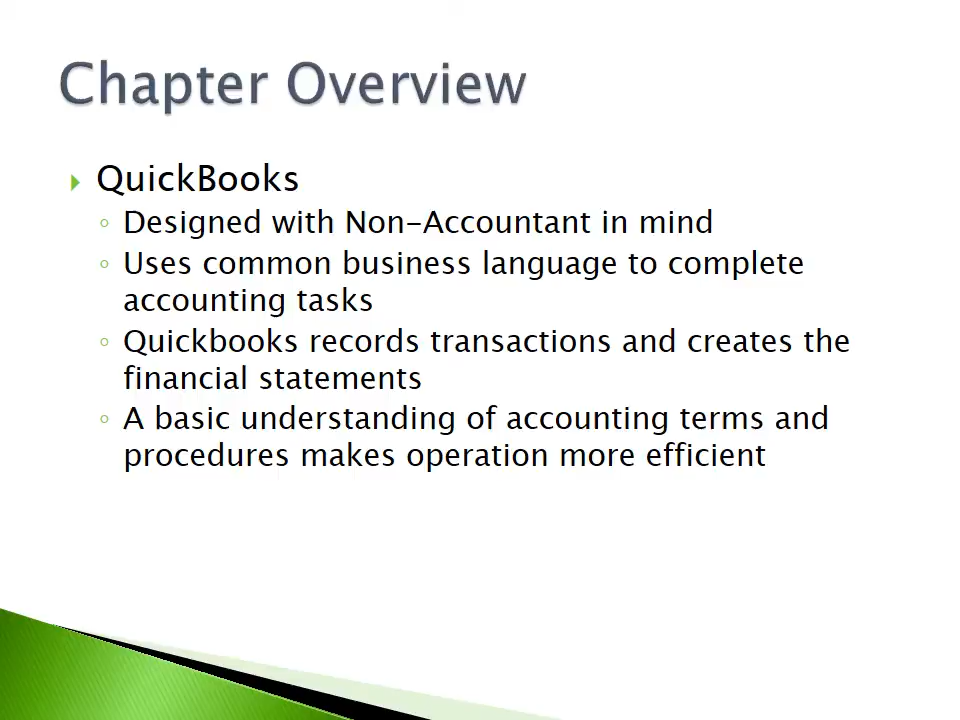 Chapter Overview
QuickBooks
Designed with Non-Accountant in mind
Uses common business language to complete
accounting tasks
Quickbooks records transactions and creates the
financial statements
A basic understanding of accounting terms and
procedures makes operation more efficient